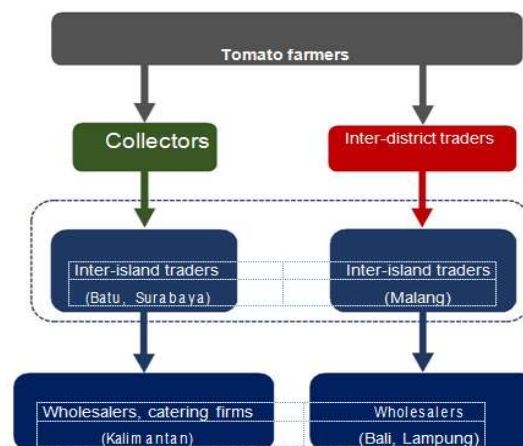 Tomato farmers
Collectors
Inter-district traders
Inter-island traders
(Batu, Surabaya)
Inter-island traders
(Malang)
Wholesalers, catering firms
(Kalimantan)
Wholesalers
(Bali, Lampung)